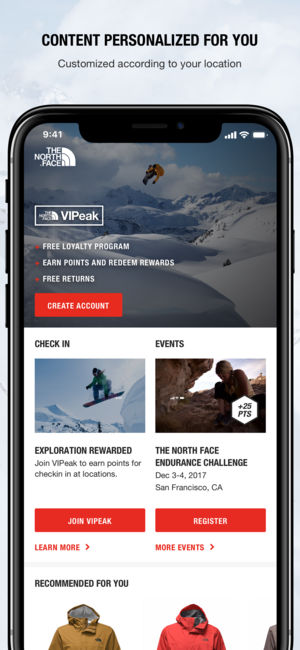 CONTENT PERSONALIZED FOR YOU
Customized according to your location
9:41
THE
NORTH
FACE
THE
NORTH
FACE VIPeak
FREE LOYALTY PROGRAM
EARN POINTS AND REDEEM REWARDS
FREE RETURNS
CREATE ACCOUNT
CHECK IN
EXPLORATION REWARDED
Join VIPeak to earn points for
checkin in at locations.
JOIN VIPEAK
LEARN MORE
EVENTS
+25
PTS
THE NORTH FACE
ENDURANCE CHALLENGE
Dec 3-4, 2017
San Francisco, CA
REGISTER
MORE EVENTS
RECOMMENDED FOR YOU